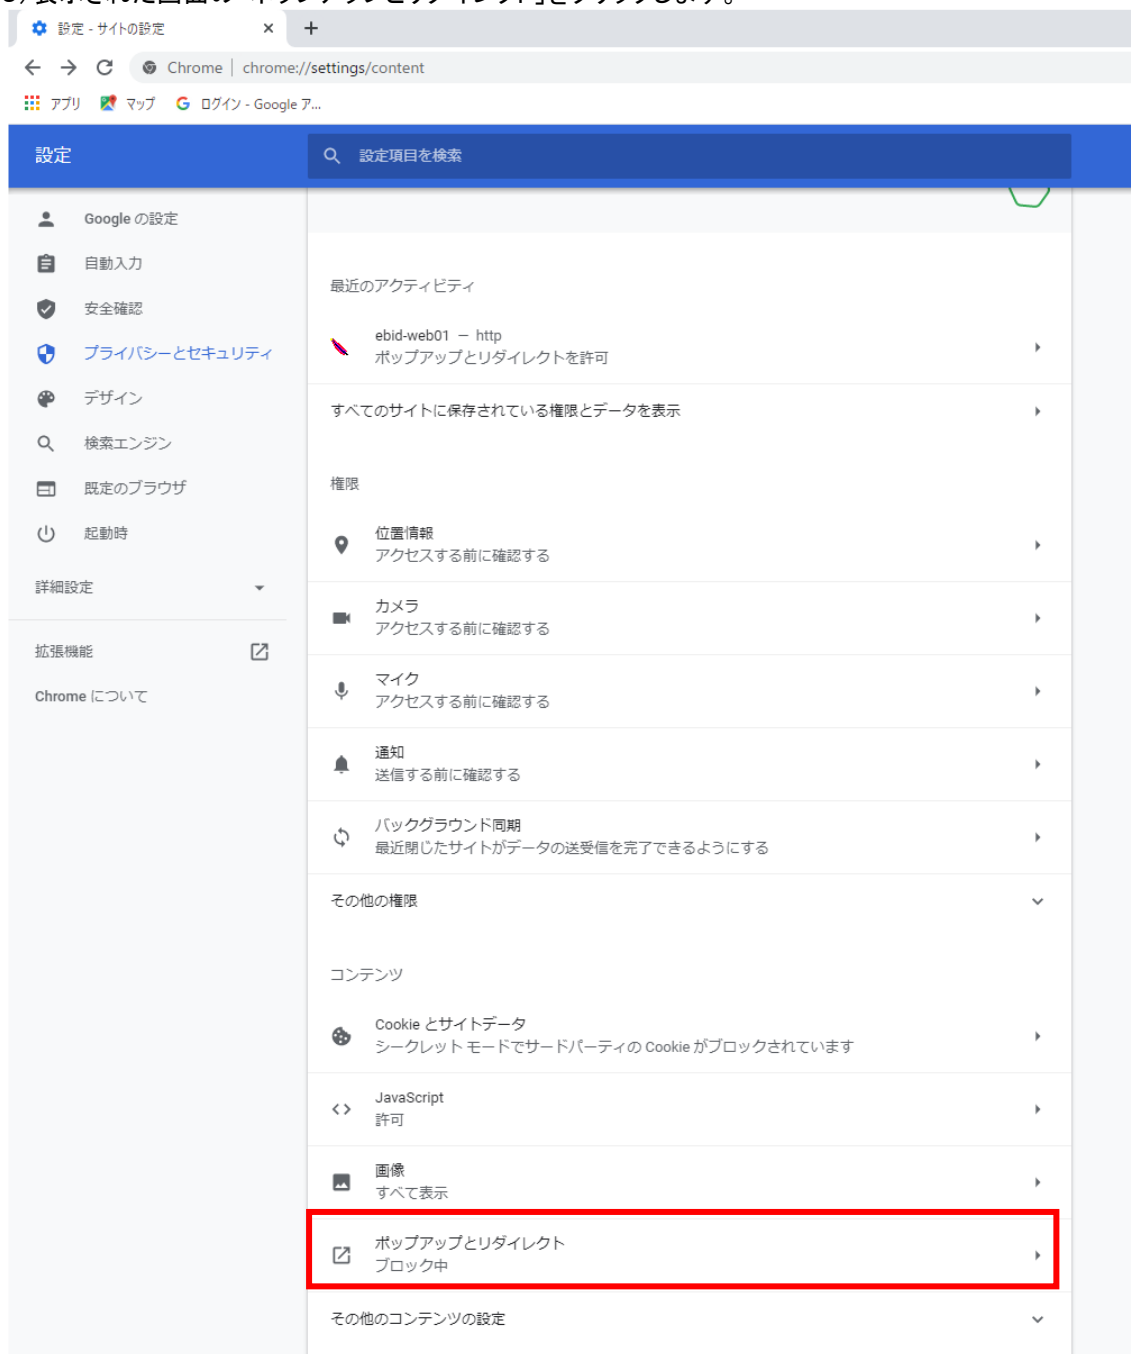 設定 - サイトの設定
Chrome | chrome://settings/content
アプリ マップ ログイン - Google ア...
設定
設定項目を検索
Google の設定
自動入力
安全確認
プライバシーとセキュリティ
デザイン
検索エンジン
既定のブラウザ
起動時
詳細設定
拡張機能
Chrome について
最近のアクティビティ
ebid-web01 − http
ポップアップとリダイレクトを許可
すべてのサイトに保存されている権限とデータを表示
権限
位置情報
アクセスする前に確認する
カメラ
アクセスする前に確認する
マイク
アクセスする前に確認する
通知
送信する前に確認する
バックグラウンド同期
最近閉じたサイトがデータの送受信を完了できるようにする
その他の権限
コンテンツ
Cookie とサイトデータ
シークレット モードでサードパーティの Cookie がブロックされています
JavaScript
許可
画像
すべて表示
ポップアップとリダイレクト
ブロック中
その他のコンテンツの設定